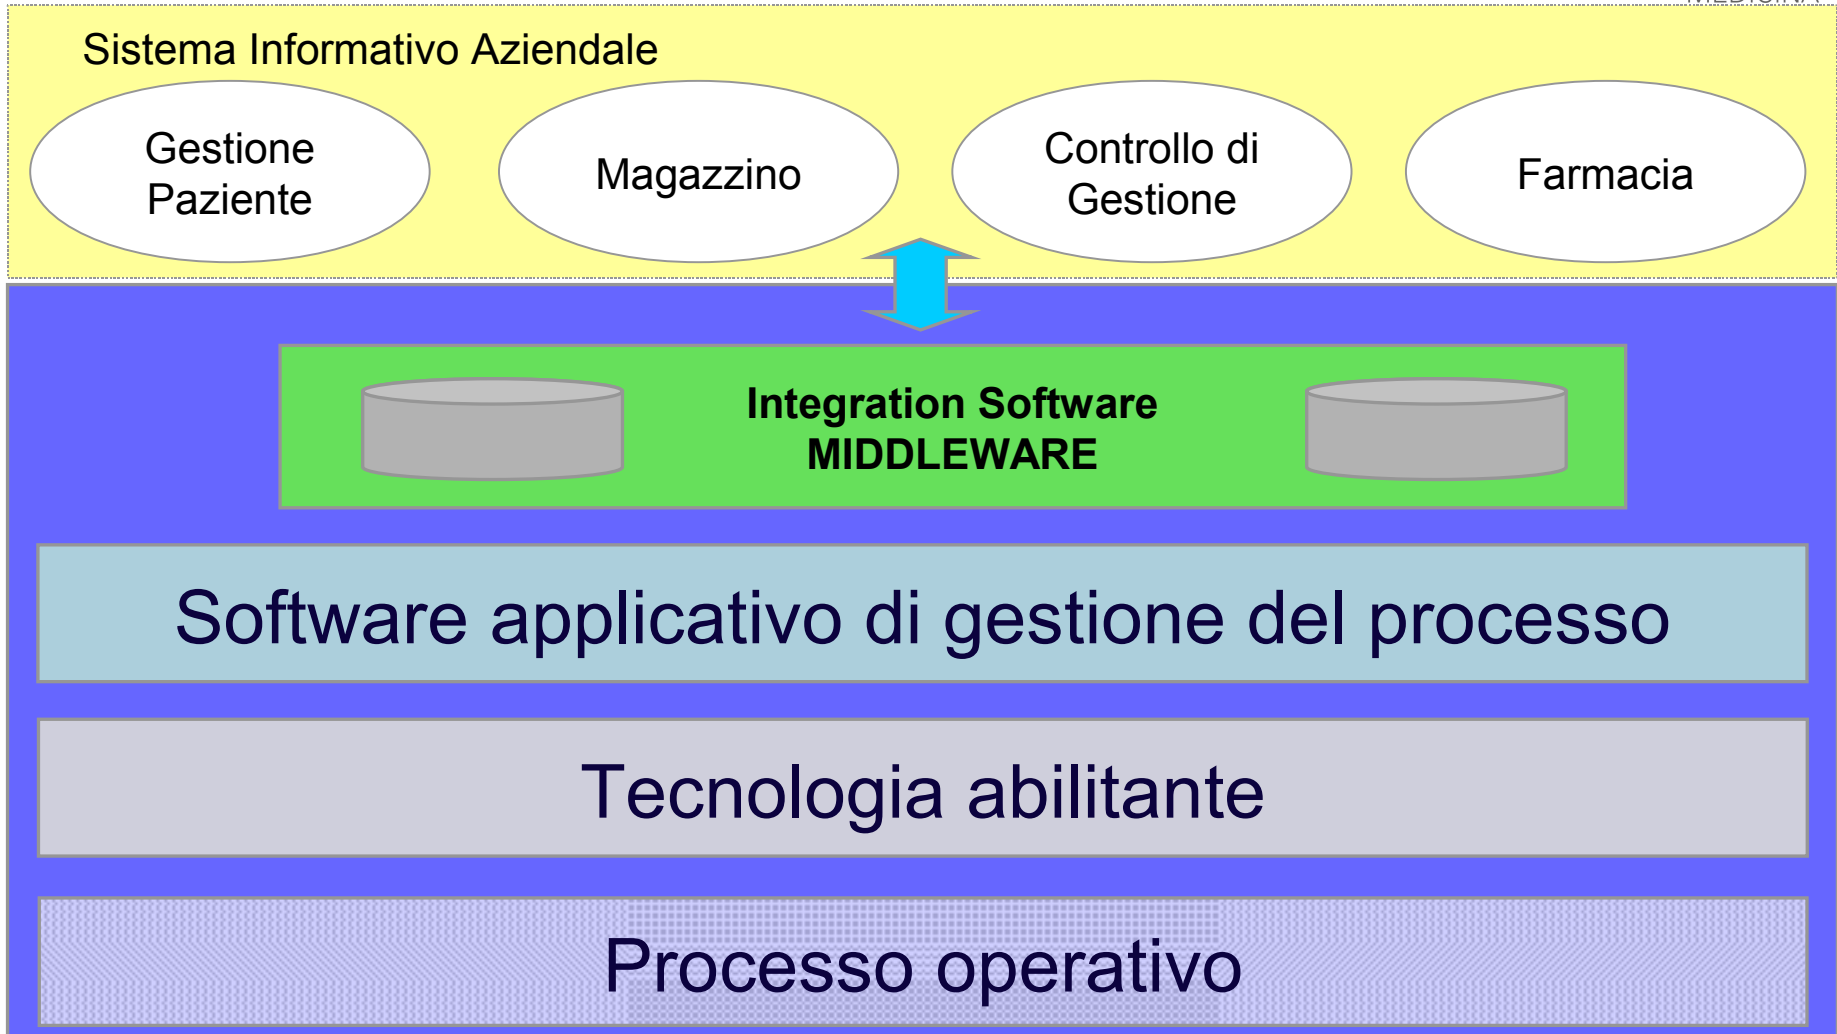 MEDICINA
Sistema Informativo Aziendale
Gestione
Paziente
Magazzino
Controllo di
Gestione
Farmacia
Integration Software
MIDDLEWARE
Software applicativo di gestione del processo
Tecnologia abilitante
Processo operativo